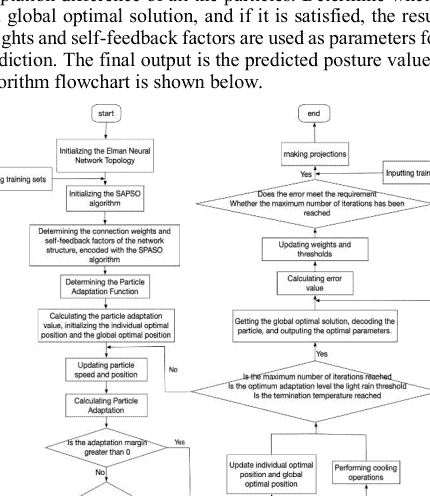 ptation difference of all the particles. Determine whet
global optimal solution, and if it is satisfied, the resu
ghts and self-feedback factors are used as parameters fo
diction. The final output is the predicted posture value
orithm flowchart is shown below.
start
Initializing the Elman Neural
Network Topology
g training sets
Initializing the SAPSO
algorithm
Determining the connection weights and
self-feedback factors of the network
structure, encoded with the SPASO
algorithm
Determining the Particle
Adaptation Function
Calculating the particle adaptation
value, initializing the individual optimal
position and the global optimal position
Updating particle
speed and position
Calculating Particle
Adaptation
Is the adaptation margin
greater than 0
Yes
No
end
making projections
Yes
Inputting train
Does the error meet the requirement
Whether the maximum number of iterations has been
reached
Updating weights and
thresholds
Calculating error
value
Getting the global optimal solution, decoding the
particle, and outputing the optimal parameters.
Yes
No
Is the maximum number of iterations reached
Is the optimum adaptation level the light rain threshold
Is the termination temperature reached
Update individual optimal
position and global
optimal position
Performing cooling
operations